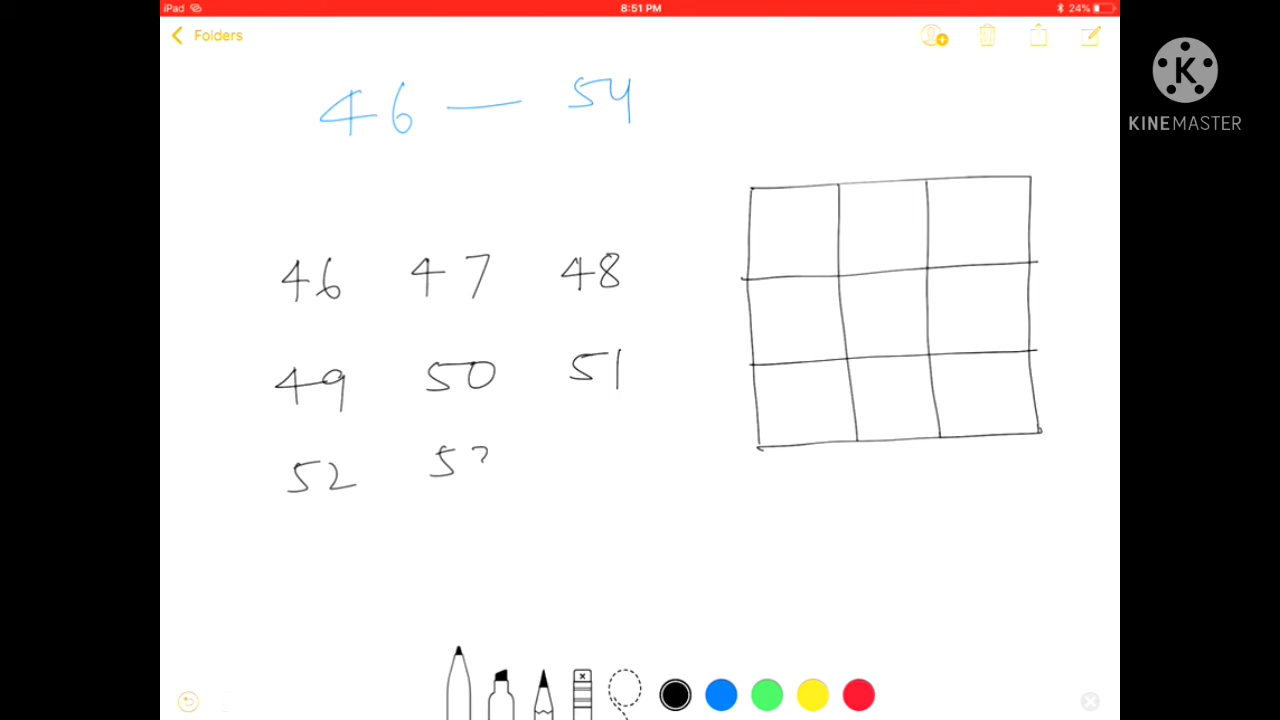 iPad 8:51 PM 24%
Folders
K
KINEMASTER
46 — 54
46 47 48
49 50 51
52